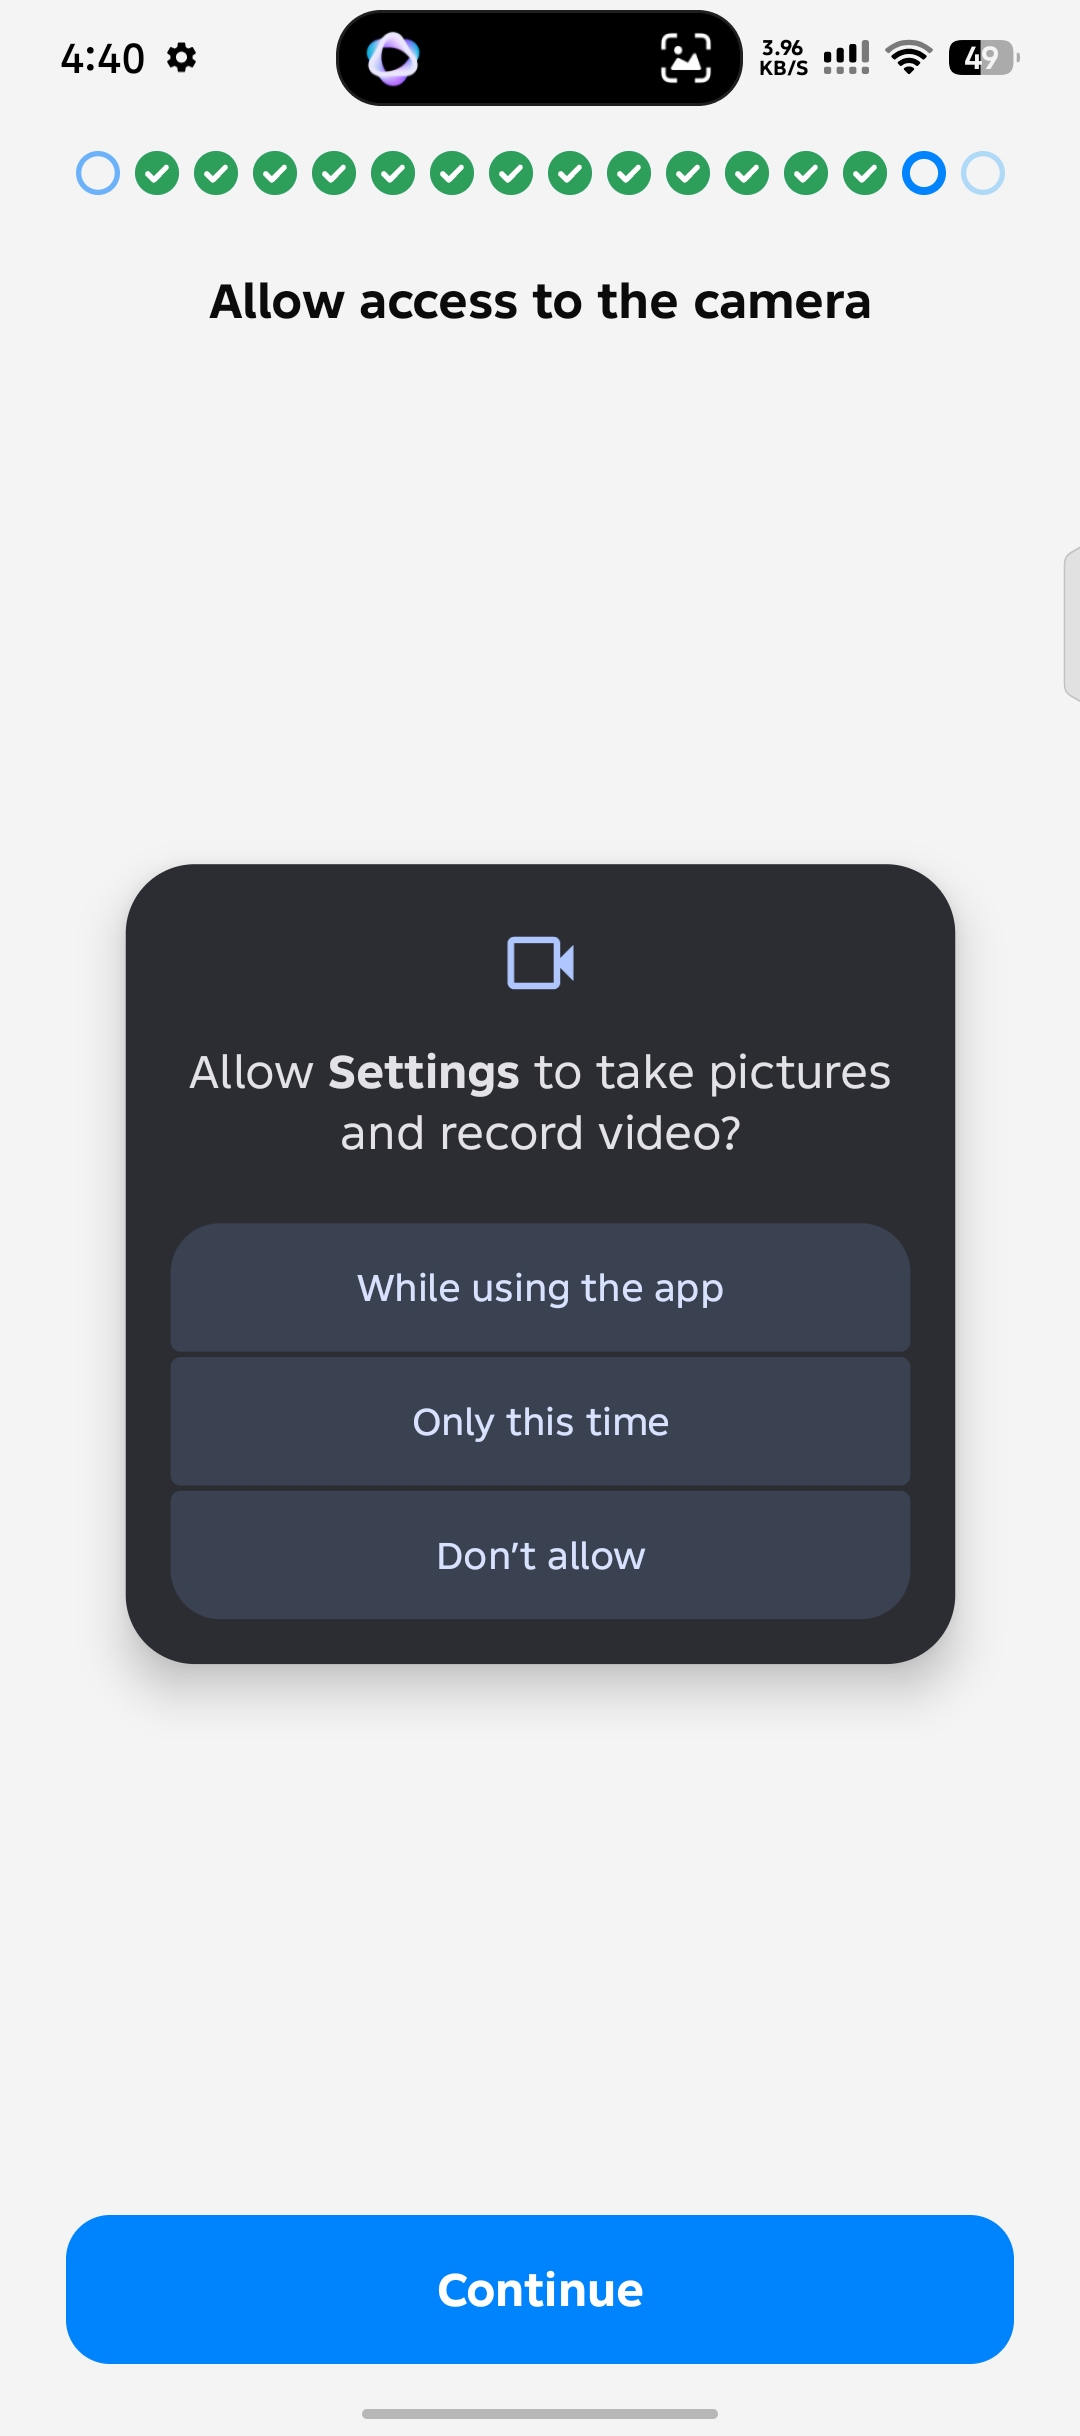 4:40
3.96
KB/S
49
Allow access to the camera
Allow Settings to take pictures
and record video?
While using the app
Only this time
Don't allow
Continue